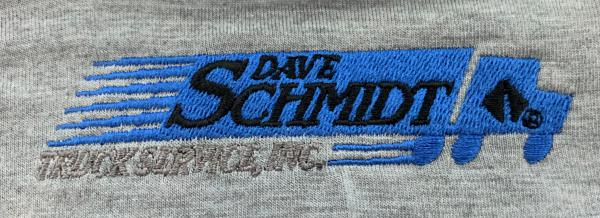 DAVE
SCHMIDT
®
TRUCK SERVICE, INC.